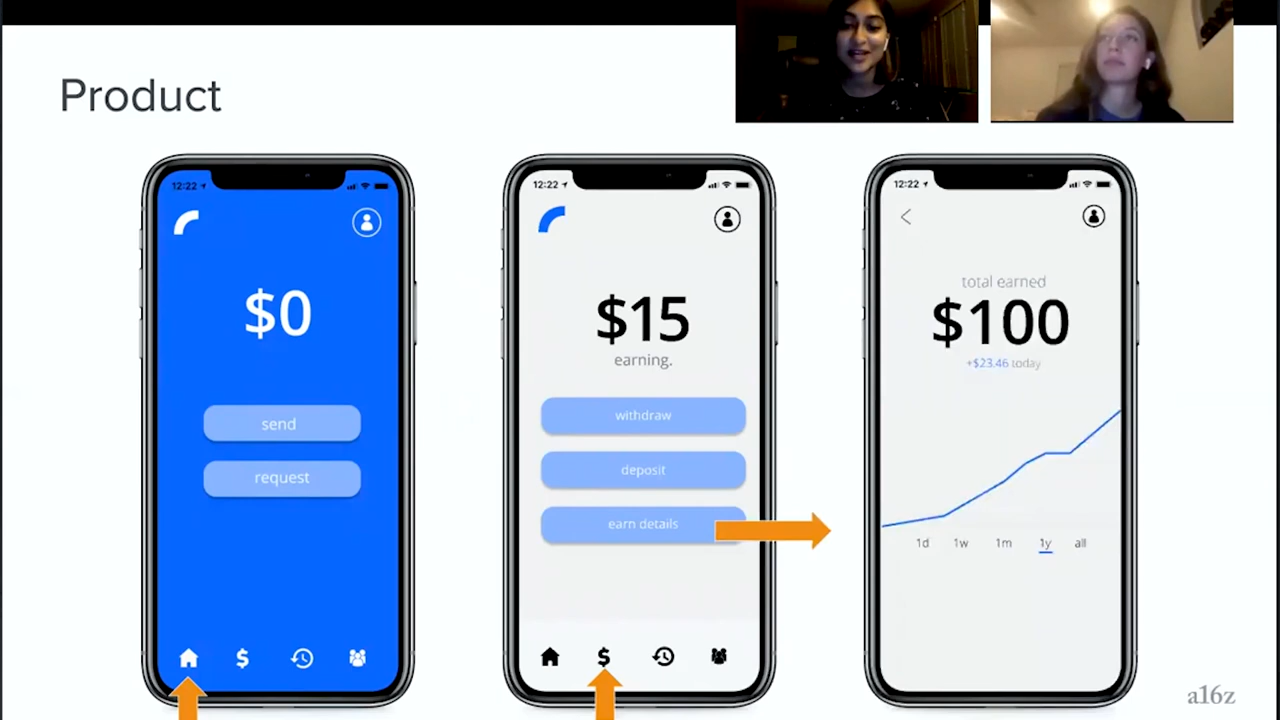 Product
12:22
$0
send
request
12:22
$15
earning.
withdraw
deposit
earn details
12:22
total earned
$100
+$23.46 today
1d 1w 1m 1y all
a16z